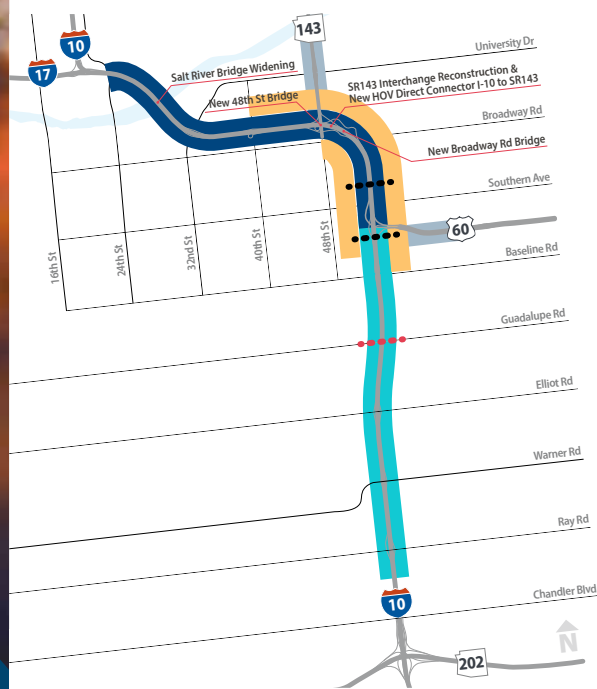 10
17
143
University Dr
Salt River Bridge Widening
SR143 Interchange Reconstruction &
New HOV Direct Connector I-10 to SR143
New 48th St Bridge
Broadway Rd
New Broadway Rd Bridge
Southern Ave
60
16th St
24th St
32nd St
40th St
48th St
Baseline Rd
Guadalupe Rd
Elliot Rd
Warner Rd
Ray Rd
Chandler Blvd
10
N
202